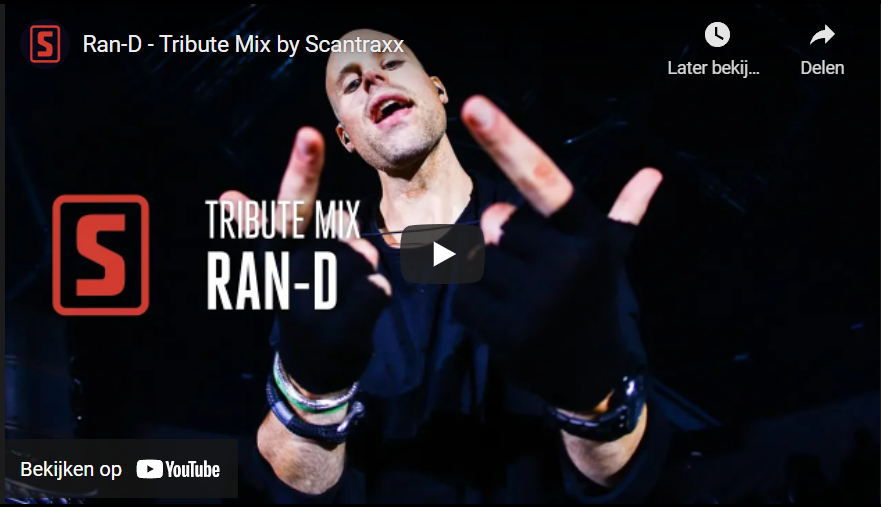 S
Ran-D - Tribute Mix by Scantraxx
Later bekij...
Delen
S
TRIBUTE MIX
RAN-D
Bekijken op YouTube